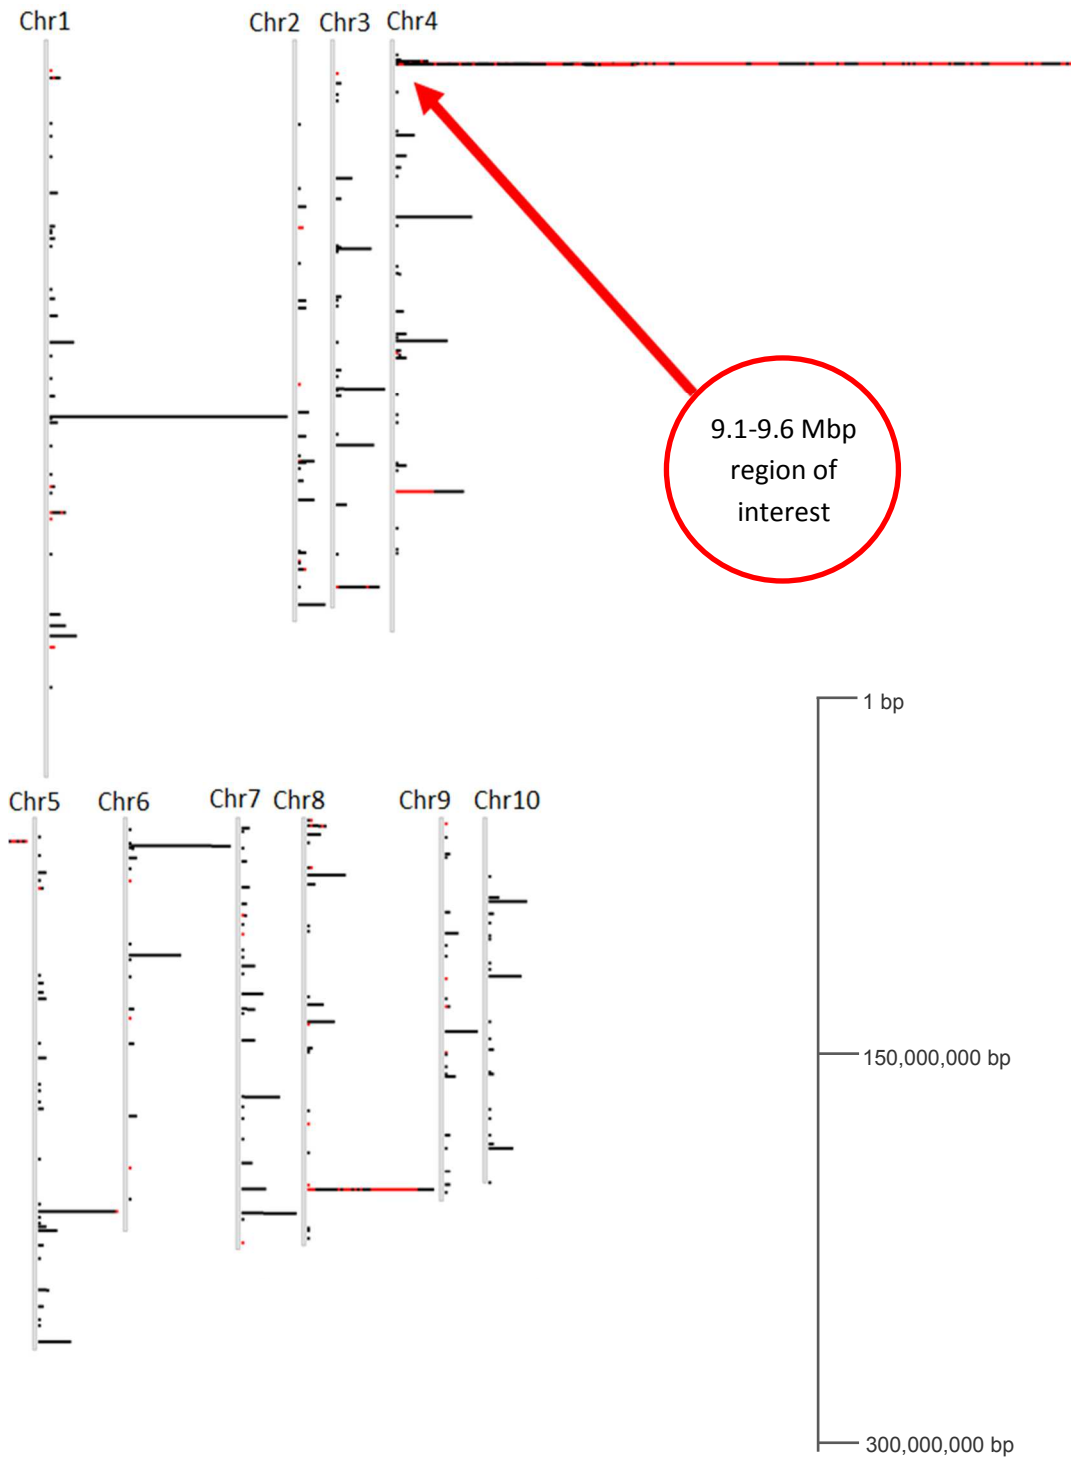 Chr1
Chr2
Chr3
Chr4
9.1-9.6 Mbp
region of
interest
1 bp
Chr5
Chr6
Chr7
Chr8
Chr9
Chr10
150,000,000 bp
300,000,000 bp